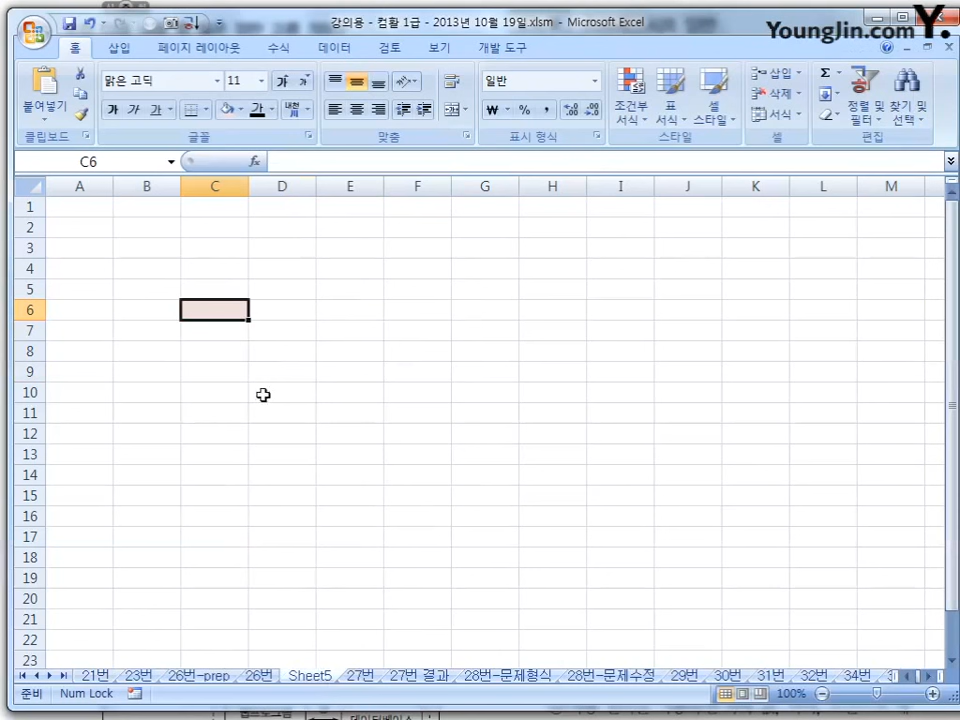 강의용 - 컴활 1급 - 2013년 10월 19일.xlsm - Microsoft Excel
YoungJin.com Y.
홈 삽입 페이지 레이아웃 수식 데이터 검토 보기 개발 도구
붙여넣기
클립보드
맑은 고딕 11
가 가 가 가 가
글꼴
맞춤
일반
표시 형식
조건부 서식
표 서식
셀 스타일
스타일
삽입
삭제
서식
셀
정렬 및 필터
찾기 및 선택
편집
C6 fx
A B C D E F G H I J K L M
1
2
3
4
5
6
7
8
9
10
11
12
13
14
15
16
17
18
19
20
21
22
23
21번 23번 26번-prep 26번 Sheet5 27번 27번 결과 28번-문제형식 28번-문제수정 29번 30번 31번 32번 34번
준비 Num Lock 100%